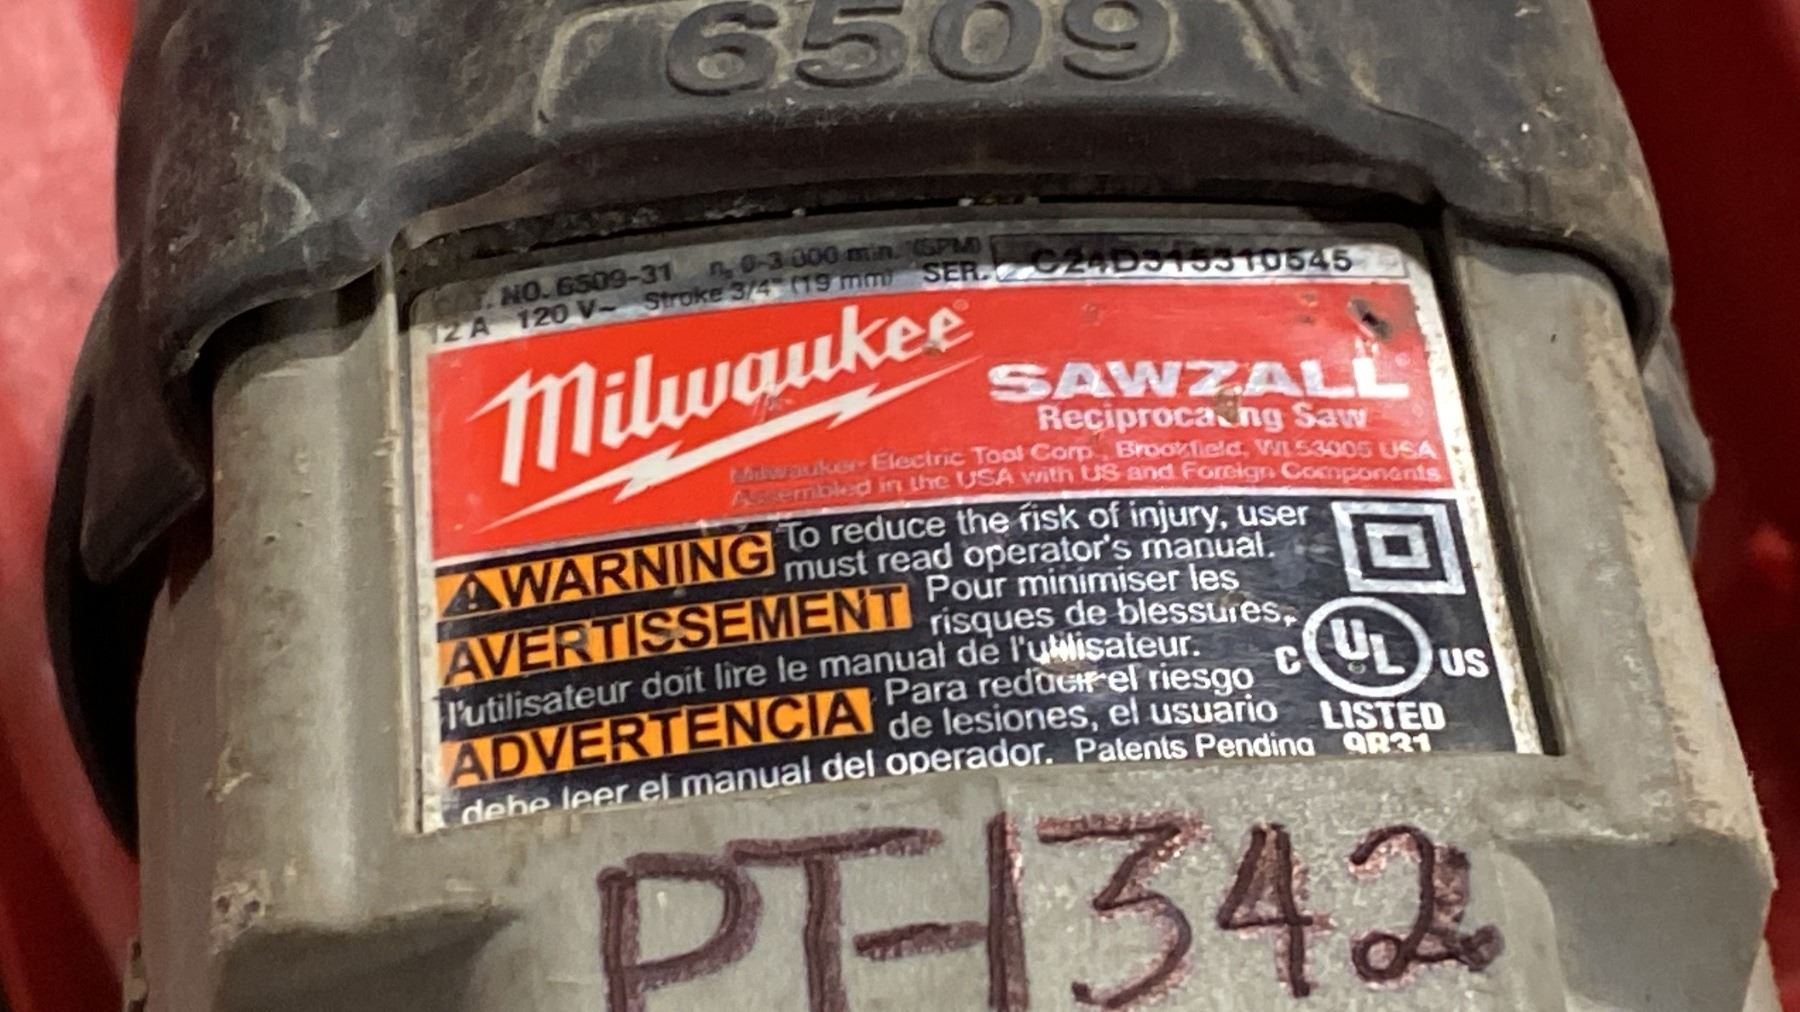 6509
CAT. NO. 6509-31 n₀ 0-3 000 min. (SPM) SER. C24D315310545
12 A 120 V~ Stroke 3/4" (19 mm)
Milwaukee®
SAWZALL
Reciprocating Saw
Milwaukee Electric Tool Corp., Brookfield, WI 53005 USA
Assembled in the USA with US and Foreign Components
⚠WARNING To reduce the risk of injury, user
must read operator's manual.
AVERTISSEMENT Pour minimiser les
risques de blessures,
l'utilisateur doit lire le manual de l'utilisateur.
ADVERTENCIA Para reducir el riesgo
de lesiones, el usuario
debe leer el manual del operador. Patents Pending
C UL US
LISTED
9R31
PT-1342